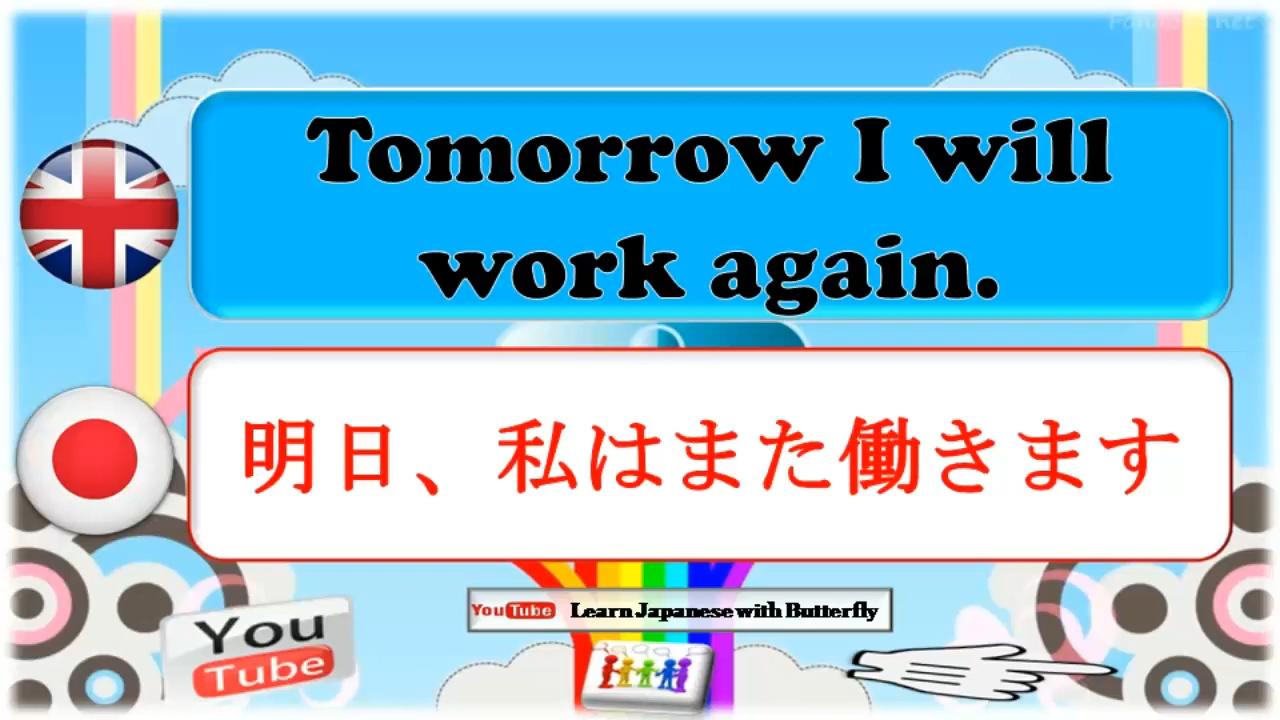 Tomorrow I will
work again.
明日、私はまた働きます
YouTube Learn Japanese with Butterfly
You
Tube